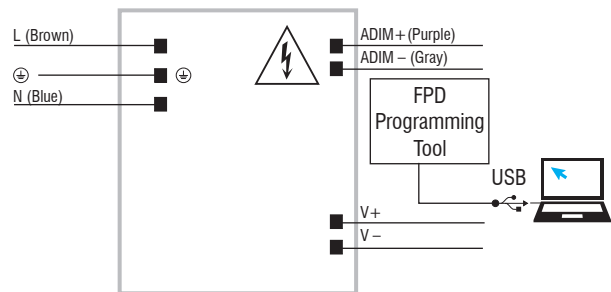 L (Brown)
N (Blue)
ADIM+(Purple)
ADIM – (Gray)
FPD
Programming
Tool
USB
V+
V –